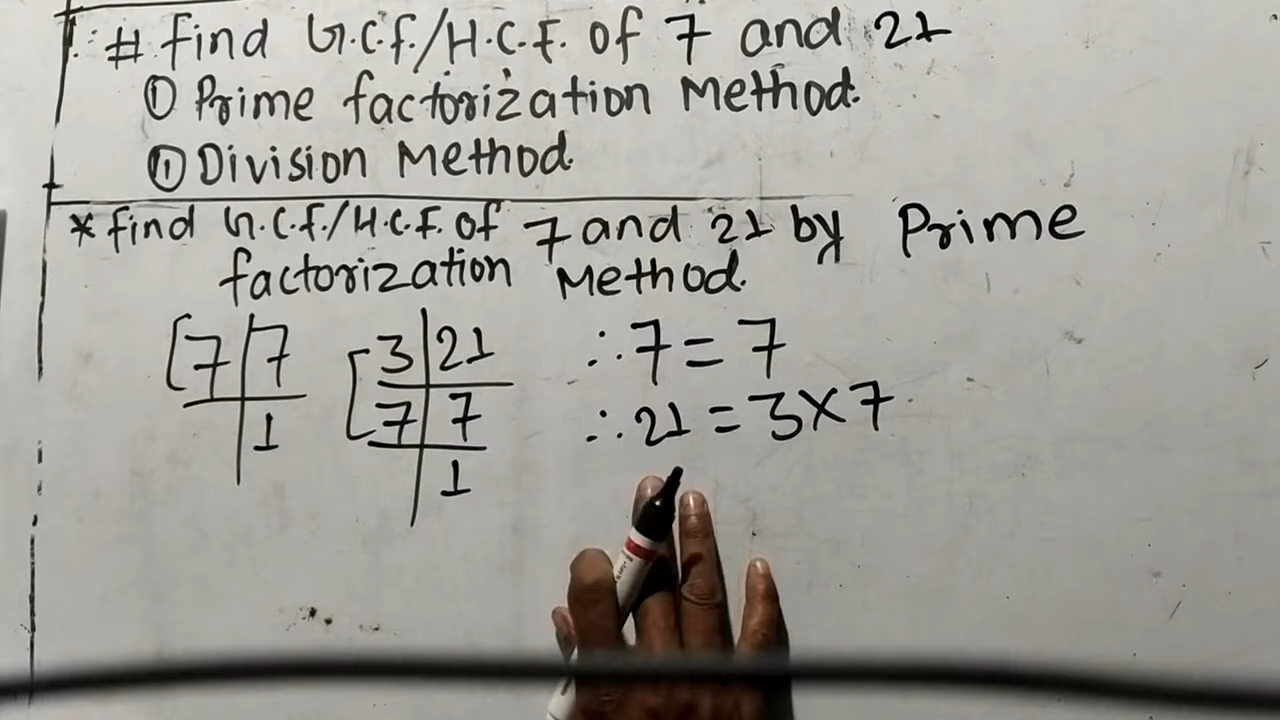 # find G.C.F./H.C.F. of 7 and 21
① Prime factorization Method.
① Division Method.
* find G.C.F./H.C.F. of 7 and 21 by Prime
factorization Method.
7 | 7
1
3 | 21
7 | 7
1
∴ 7 = 7
∴ 21 = 3 × 7